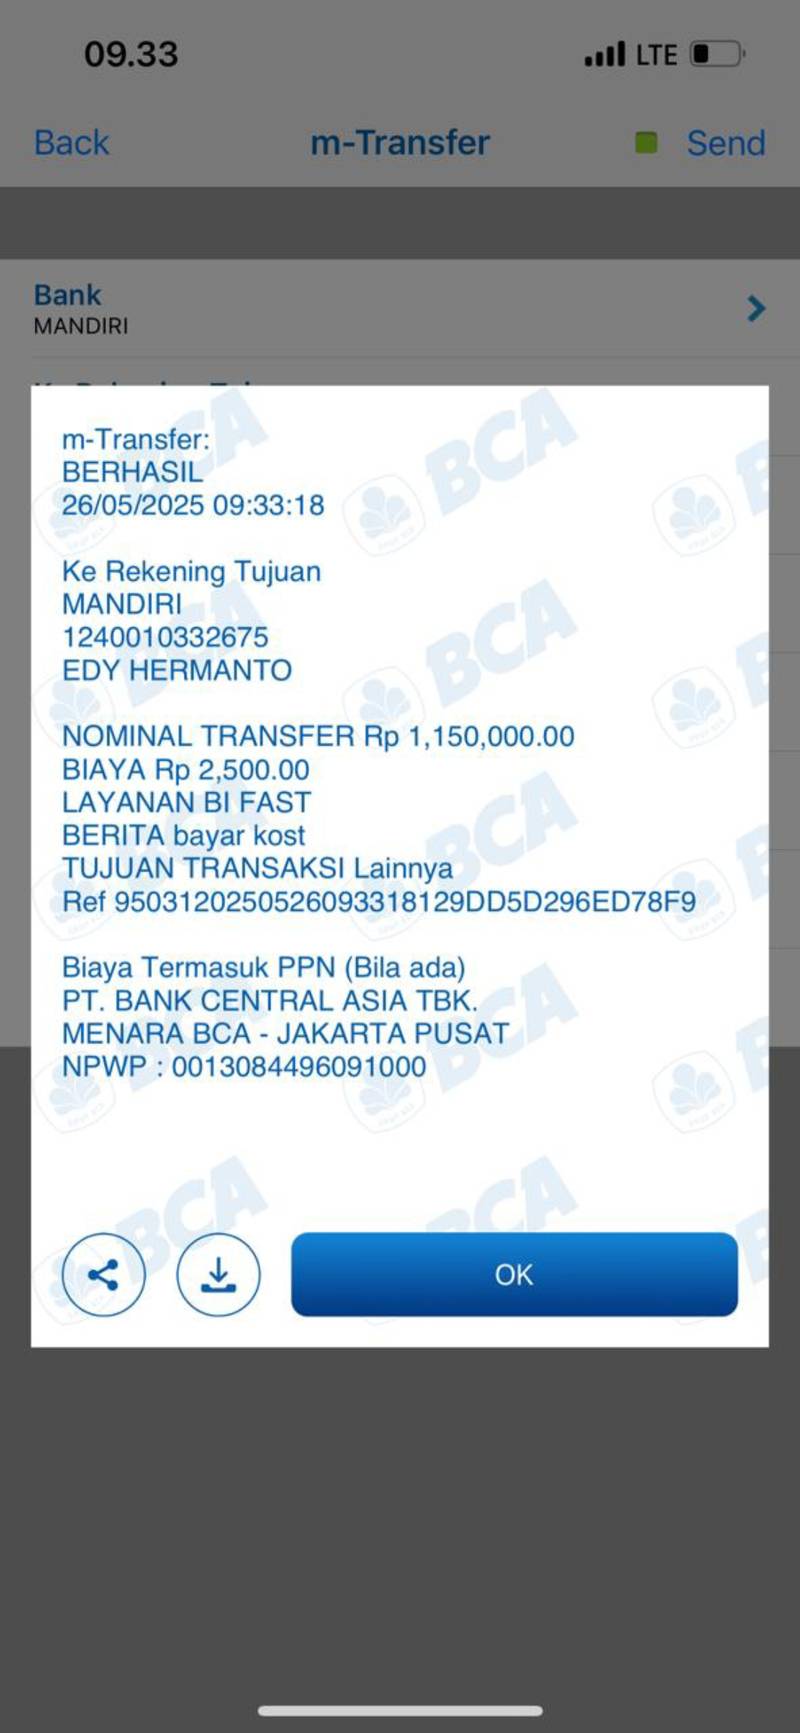 09.33
LTE
Back
m-Transfer
Send
Bank
MANDIRI
m-Transfer:
BERHASIL
26/05/2025 09:33:18
Ke Rekening Tujuan
MANDIRI
1240010332675
EDY HERMANTO
NOMINAL TRANSFER Rp 1,150,000.00
BIAYA Rp 2,500.00
LAYANAN BI FAST
BERITA bayar kost
TUJUAN TRANSAKSI Lainnya
Ref 9503120250526093318129DD5D296ED78F9
Biaya Termasuk PPN (Bila ada)
PT. BANK CENTRAL ASIA TBK.
MENARA BCA - JAKARTA PUSAT
NPWP : 0013084496091000
OK
BCA